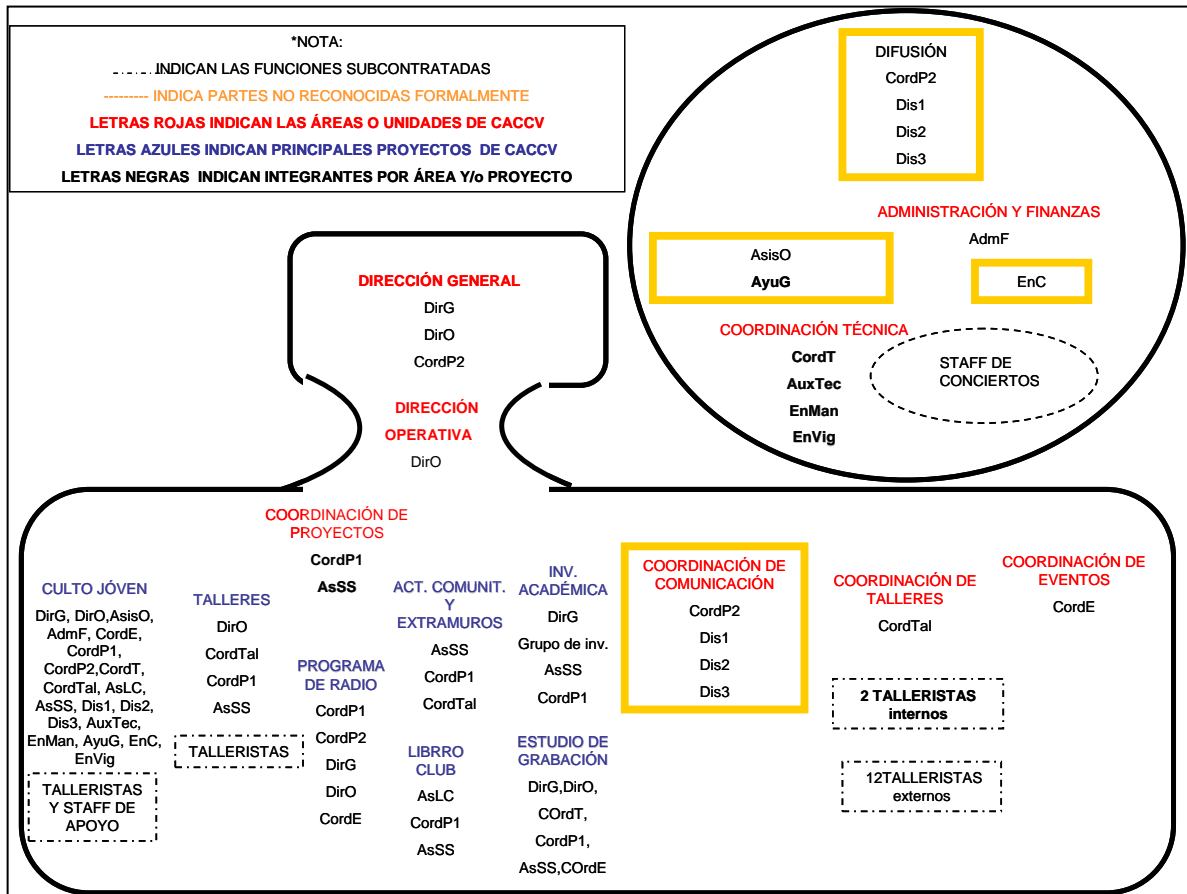 *NOTA:
INDICAN LAS FUNCIONES SUBCONTRATADAS
--------- INDICA PARTES NO RECONOCIDAS FORMALMENTE
LETRAS ROJAS INDICAN LAS ÁREAS O UNIDADES DE CACCV
LETRAS AZULES INDICAN PRINCIPALES PROYECTOS DE CACCV
LETRAS NEGRAS INDICAN INTEGRANTES POR ÁREA Y/o PROYECTO
DIFUSIÓN
CordP2
Dis1
Dis2
Dis3
ADMINISTRACIÓN Y FINANZAS
AdmF
AsisO
AyuG
EnC
COORDINACIÓN TÉCNICA
CordT
AuxTec
EnMan
EnVig
STAFF DE
CONCIERTOS
DIRECCIÓN GENERAL
DirG
DirO
CordP2
DIRECCIÓN
OPERATIVA
DirO
COORDINACIÓN DE
PROYECTOS
CordP1
AsSS
CULTO JÓVEN
DirG, DirO,AsisO,
AdmF, CordE,
CordP1,
CordP2,CordT,
CordTal, AsLC,
AsSS, Dis1, Dis2,
Dis3, AuxTec,
EnMan, AyuG, EnC,
EnVig
TALLERISTAS
Y STAFF DE
APOYO
TALLERES
DirO
CordTal
CordP1
AsSS
TALLERISTAS
PROGRAMA
DE RADIO
CordP1
CordP2
DirG
DirO
CordE
ACT. COMUNIT.
Y
EXTRAMUROS
AsSS
CordP1
CordTal
LIBRRO
CLUB
AsLC
CordP1
AsSS
INV.
ACADÉMICA
DirG
Grupo de inv.
AsSS
CordP1
ESTUDIO DE
GRABACIÓN
DirG,DirO,
COrdT,
CordP1,
AsSS,COrdE
COORDINACIÓN DE
COMUNICACIÓN
CordP2
Dis1
Dis2
Dis3
COORDINACIÓN DE
TALLERES
CordTal
2 TALLERISTAS
internos
12TALLERISTAS
externos
COORDINACIÓN DE
EVENTOS
CordE